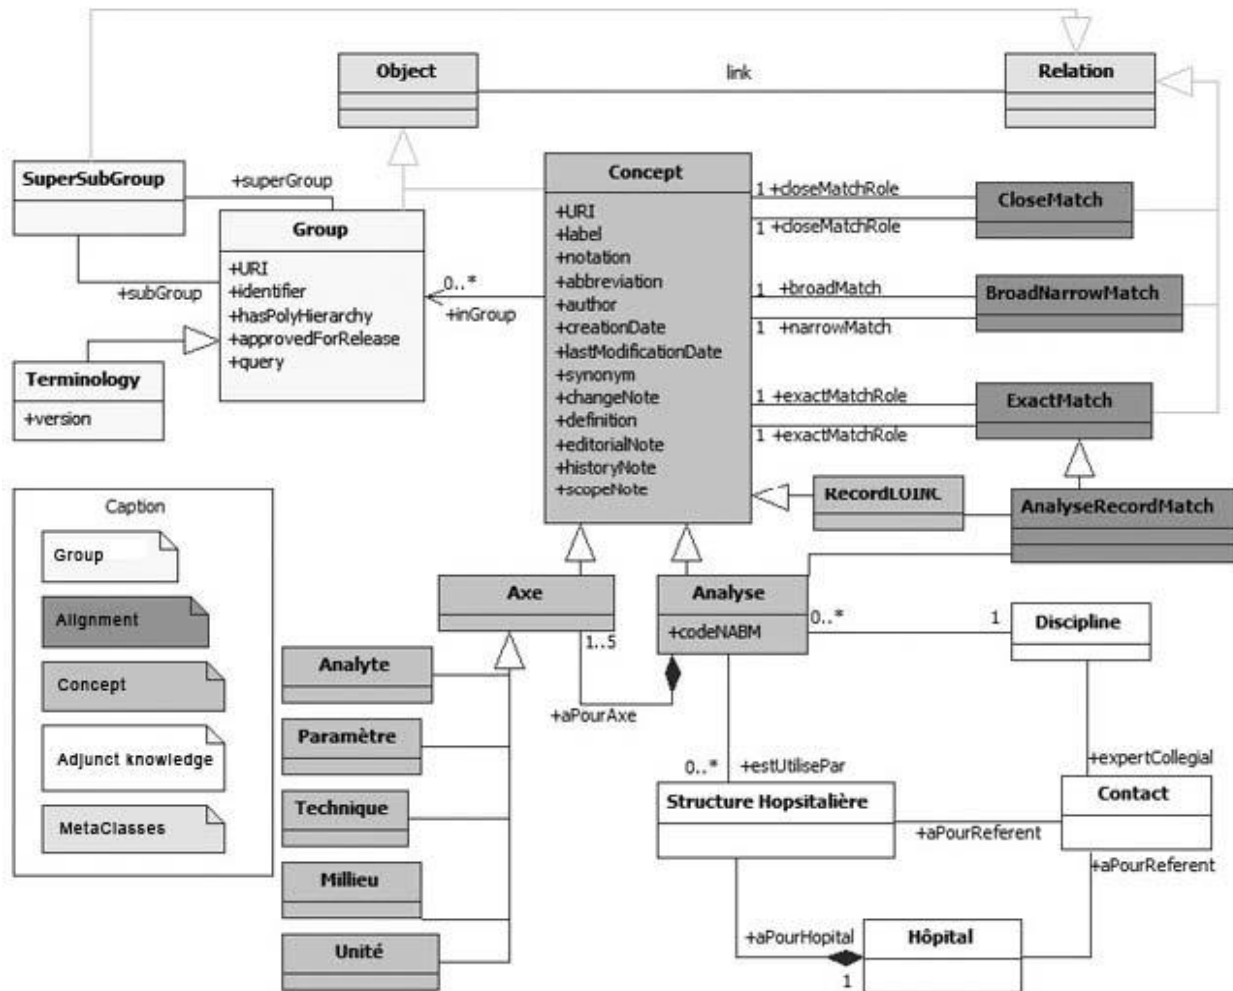 Object
link
Relation
SuperSubGroup
+superGroup
+subGroup
Group
+URI
+identifier
+hasPolyHierarchy
+approvedForRelease
+query
Terminology
+version
0..*
+inGroup
Concept
+URI
+label
+notation
+abbreviation
+author
+creationDate
+lastModificationDate
+synonym
+changeNote
+definition
+editorialNote
+historyNote
+scopeNote
1 +closeMatchRole
1 +closeMatchRole
CloseMatch
1 +broadMatch
1 +narrowMatch
BroadNarrowMatch
1 +exactMatchRole
1 +exactMatchRole
ExactMatch
RecordLOINC
AnalyseRecordMatch
Caption
Group
Alignment
Concept
Adjunct knowledge
MetaClasses
Axe
1..5
+aPourAxe
Analyse
+codeNABM
0..*
1
Discipline
Analyte
Paramètre
Technique
Millieu
Unité
0..*
+estUtilisePar
Structure Hopsitalière
+expertCollegial
Contact
+aPourReferent
+aPourReferent
+aPourHopital
1
Hôpital